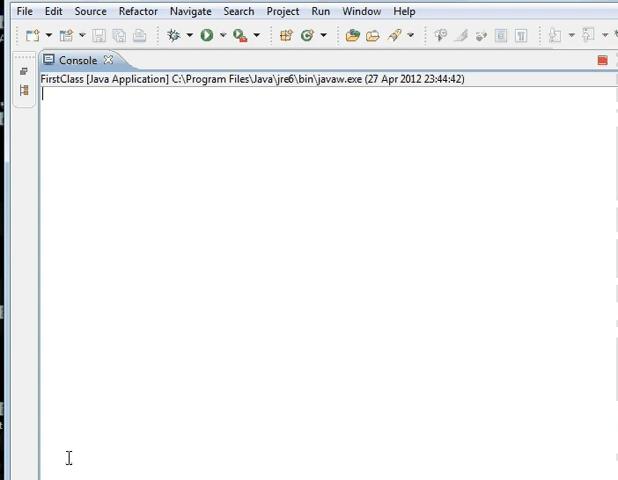 File Edit Source Refactor Navigate Search Project Run Window Help
Console
FirstClass [Java Application] C:\Program Files\Java\jre6\bin\javaw.exe (27 Apr 2012 23:44:42)